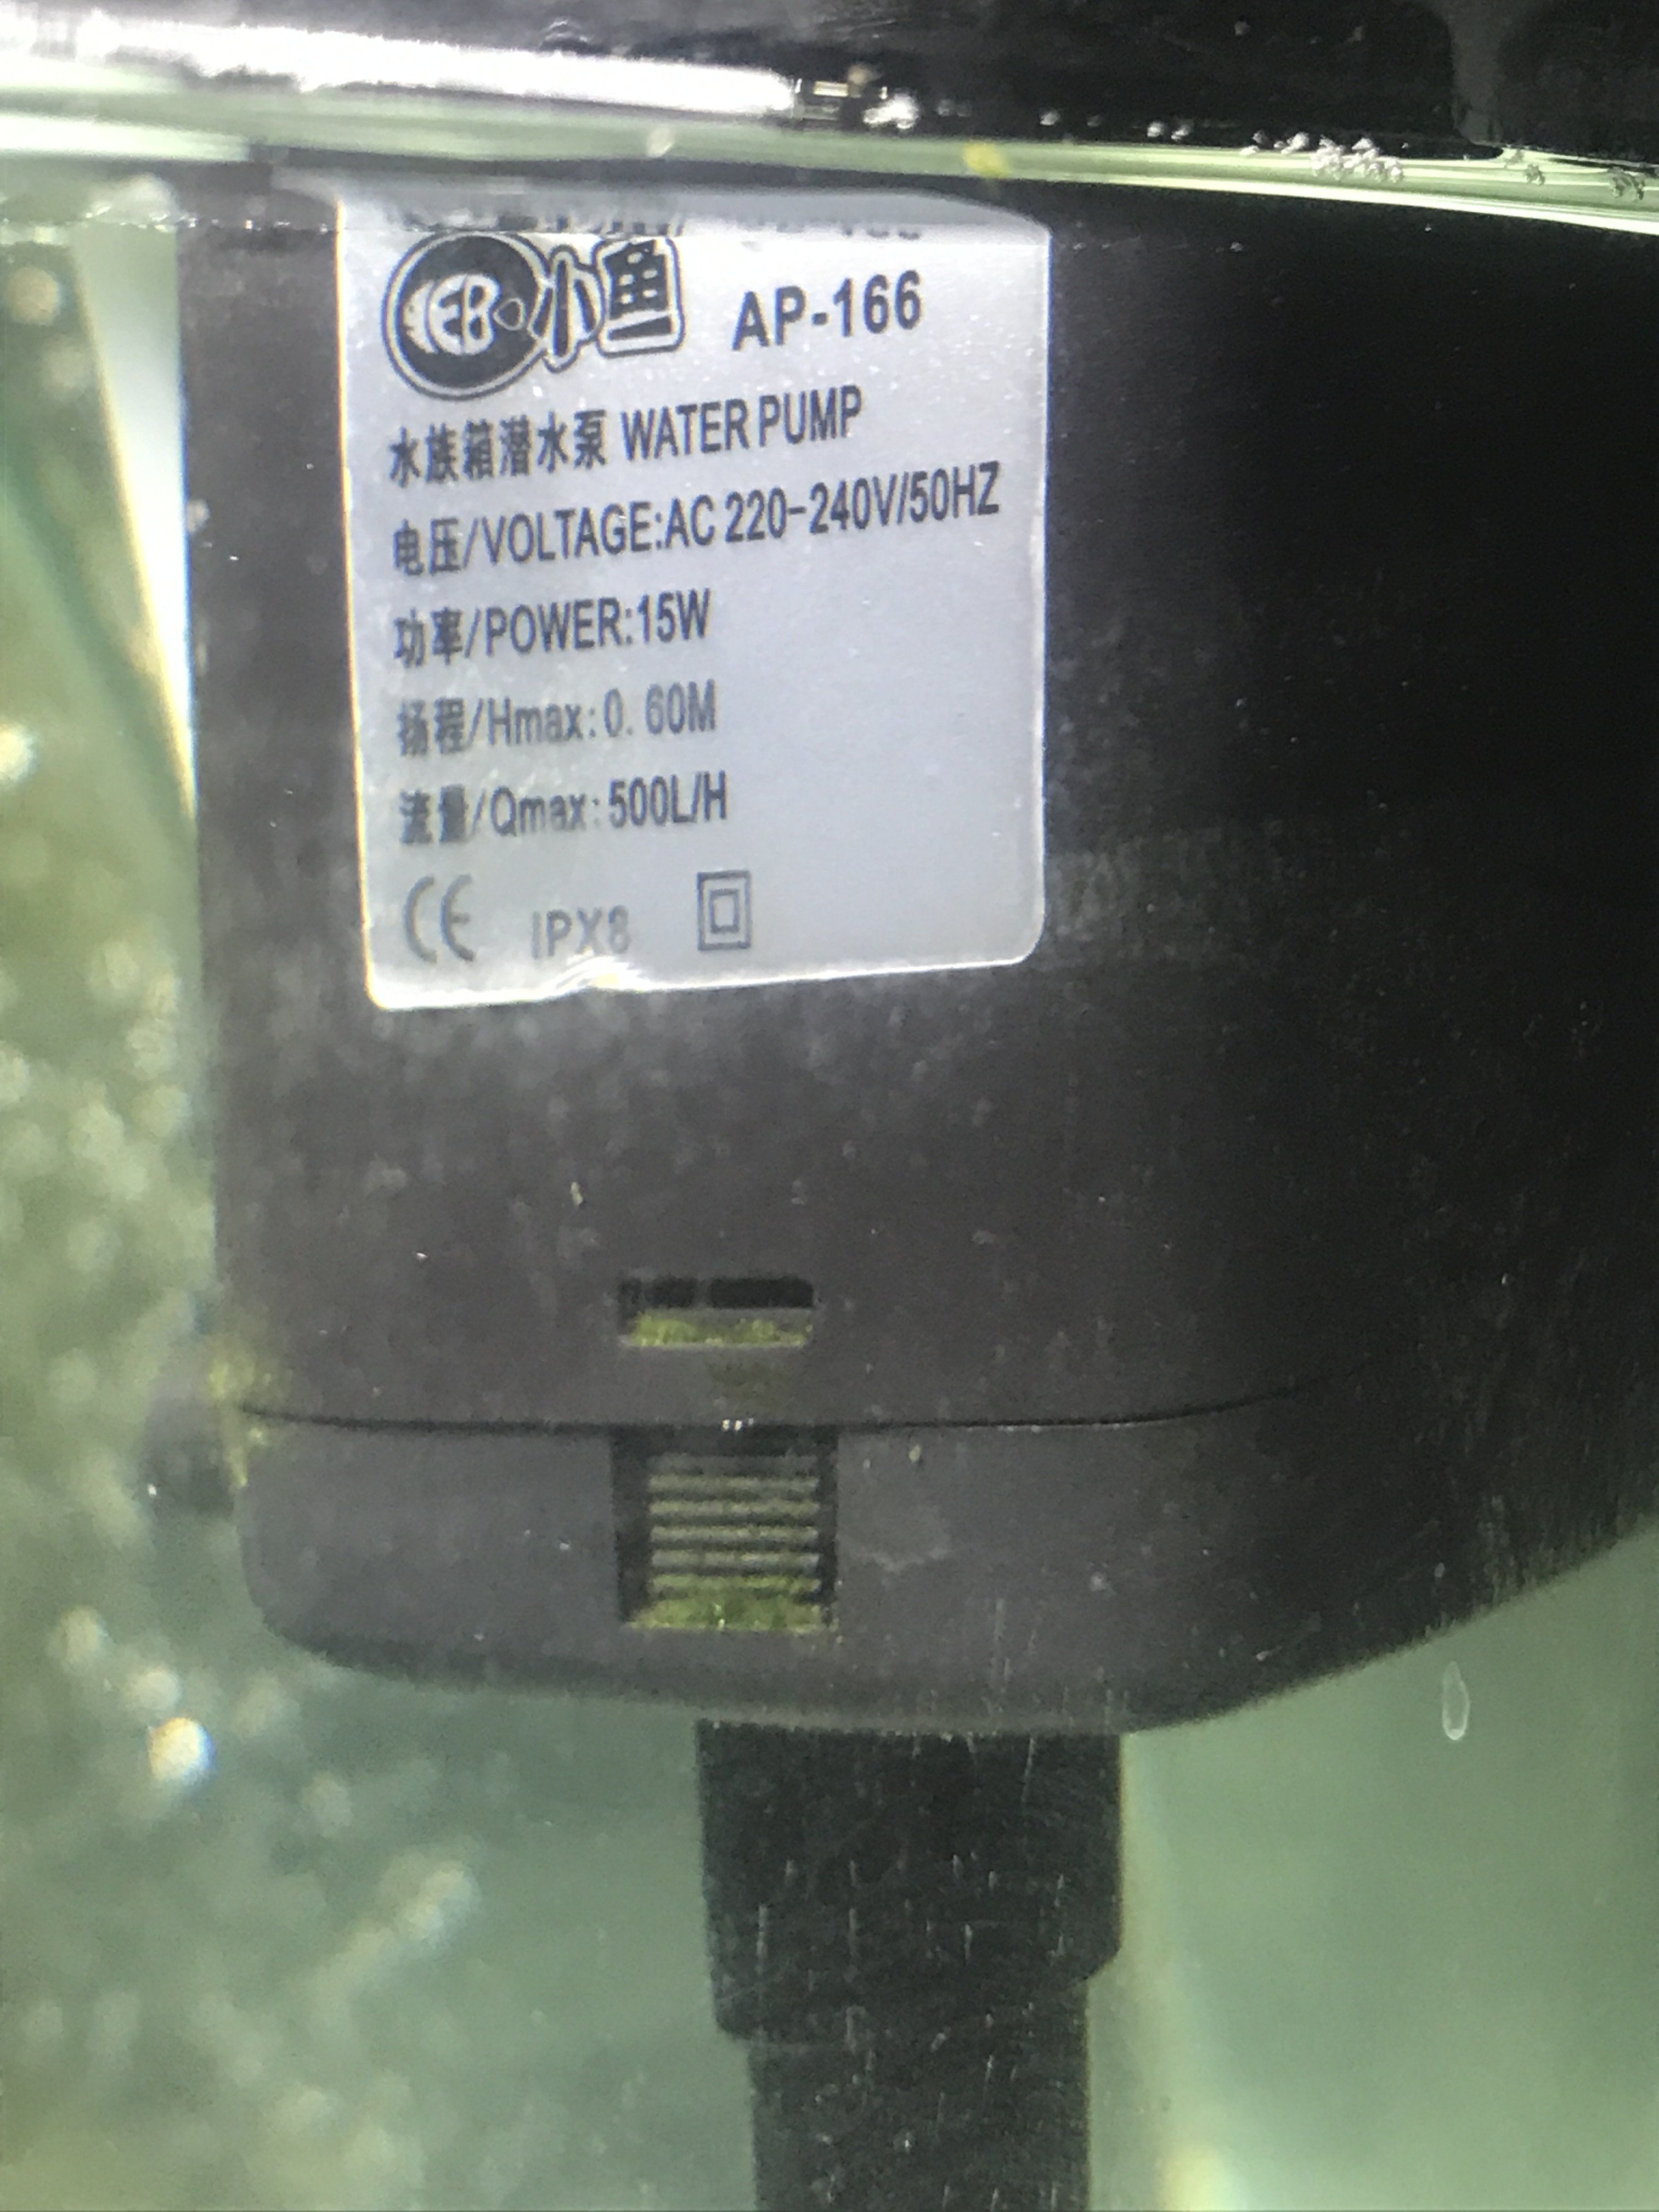 小鱼 AP-166
水族箱潜水泵 WATER PUMP
电压/VOLTAGE:AC 220-240V/50HZ
功率/POWER:15W
扬程/Hmax:0.60M
流量/Qmax:500L/H
CE IPX8